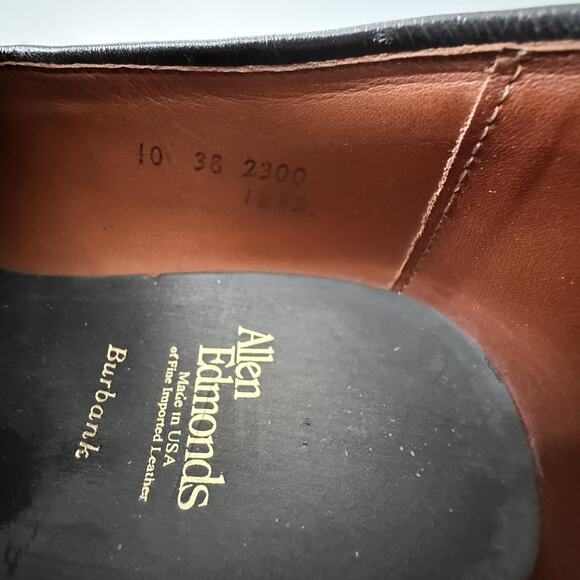 10 38 2300
Allen
Edmonds
Made in USA
of Fine Imported Leather
Burbank